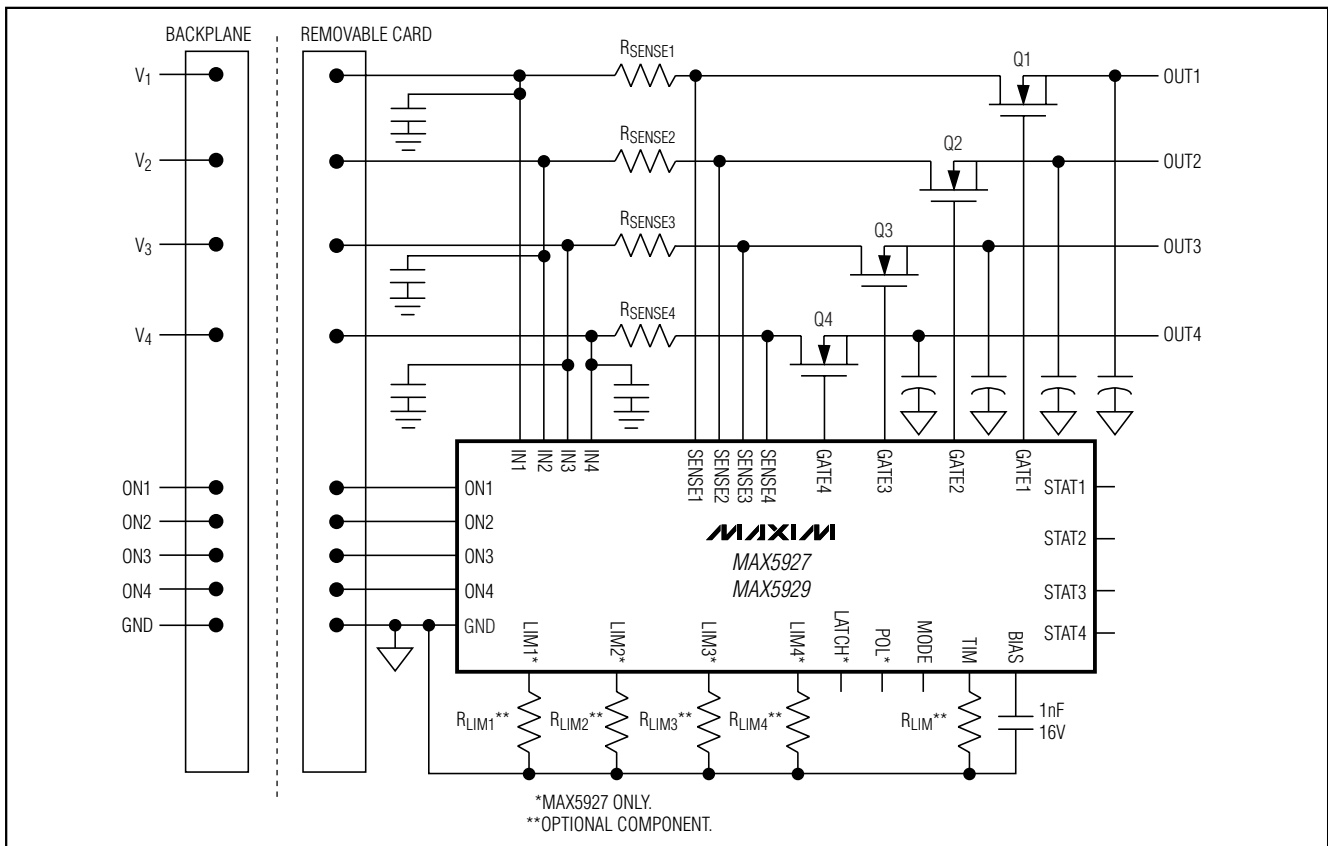 BACKPLANE
REMOVABLE CARD
V1
V2
V3
V4
ON1
ON2
ON3
ON4
GND
RSENSE1
RSENSE2
RSENSE3
RSENSE4
Q1
Q2
Q3
Q4
OUT1
OUT2
OUT3
OUT4
IN1
IN2
IN3
IN4
SENSE1
SENSE2
SENSE3
SENSE4
GATE4
GATE3
GATE2
GATE1
ON1
ON2
ON3
ON4
GND
MAXIM
MAX5927
MAX5929
STAT1
STAT2
STAT3
STAT4
LIM1*
LIM2*
LIM3*
LIM4*
LATCH*
POL*
MODE
TIM
BIAS
RLIM1**
RLIM2**
RLIM3**
RLIM4**
RLIM**
1nF
16V
*MAX5927 ONLY.
**OPTIONAL COMPONENT.